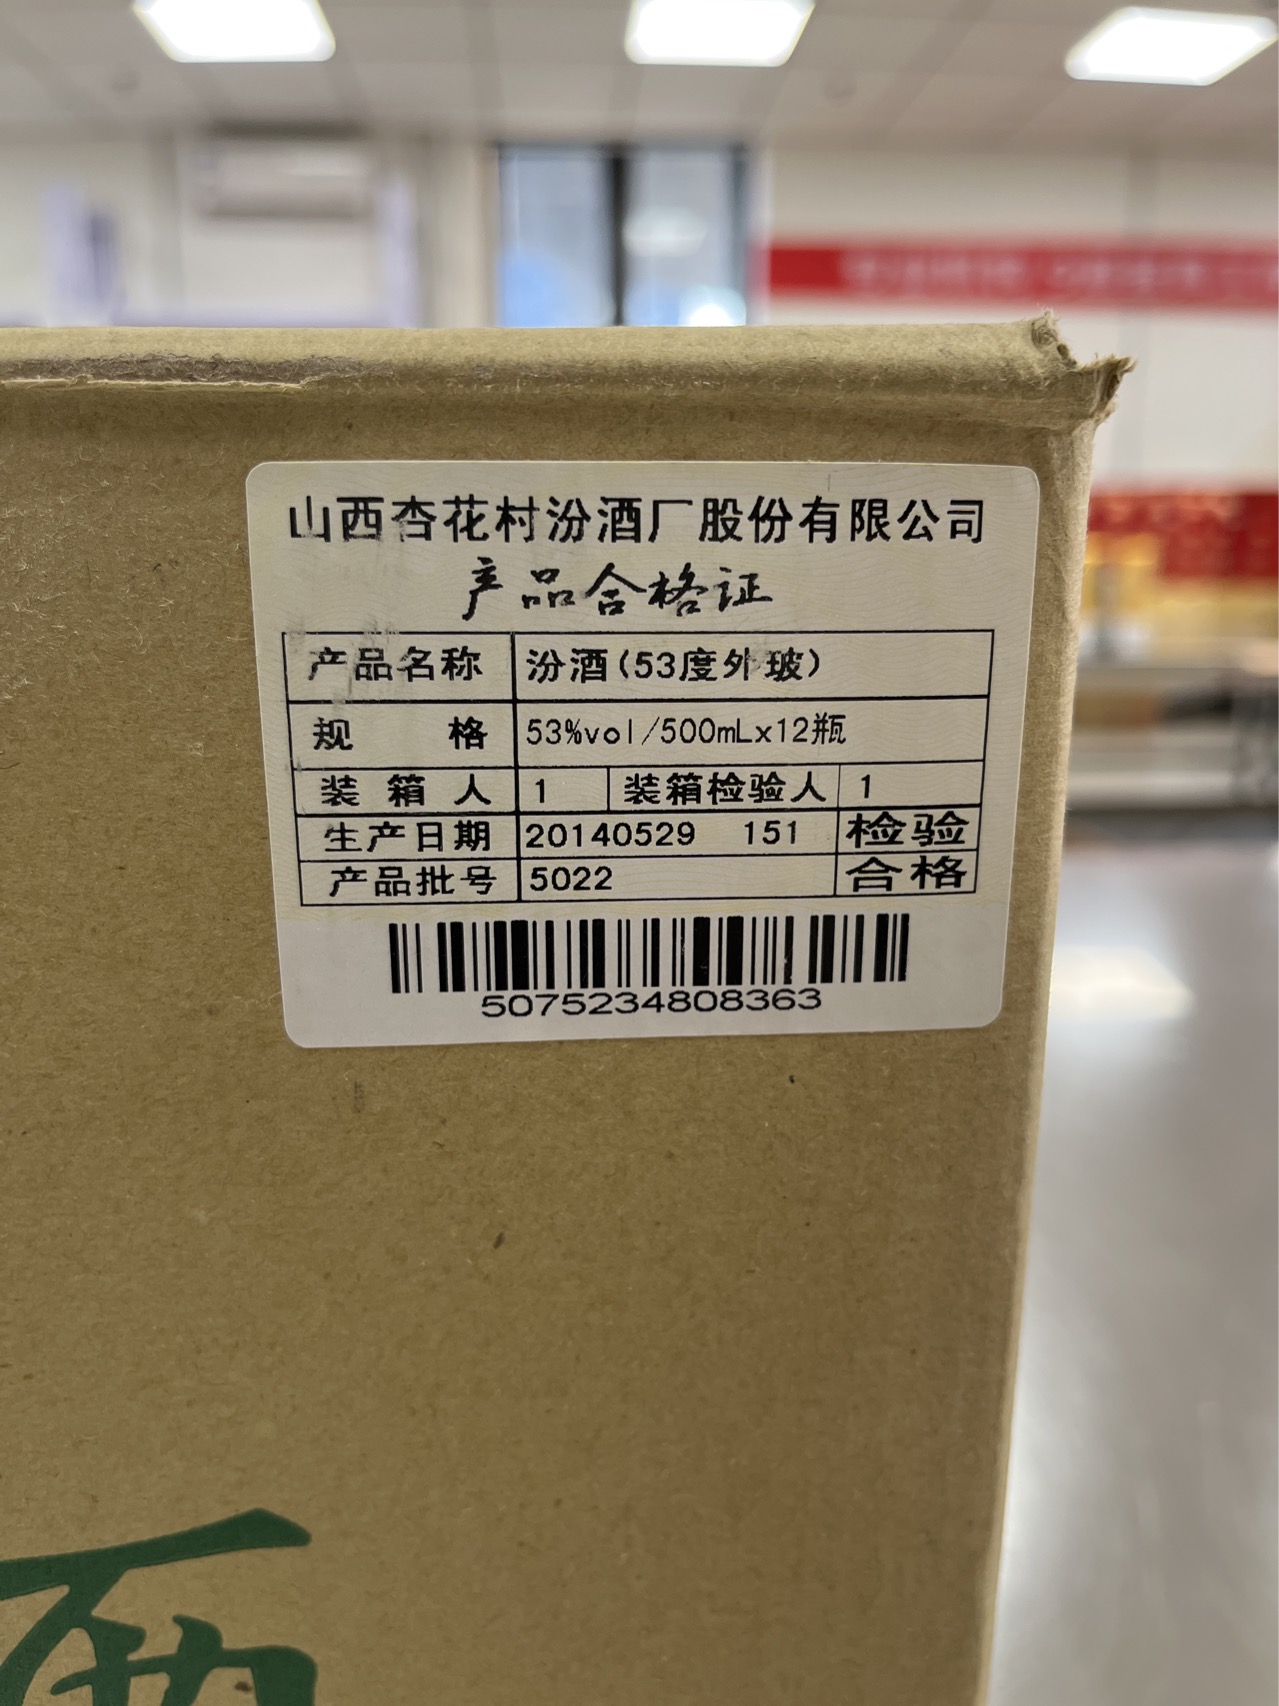 山西杏花村汾酒厂股份有限公司
产品合格证
产品名称 汾酒(53度外玻)
规 格 53%vol/500mLx12瓶
装 箱 人 1 装箱检验人 1
生产日期 20140529 151 检验
产品批号 5022 合格
5075234808363